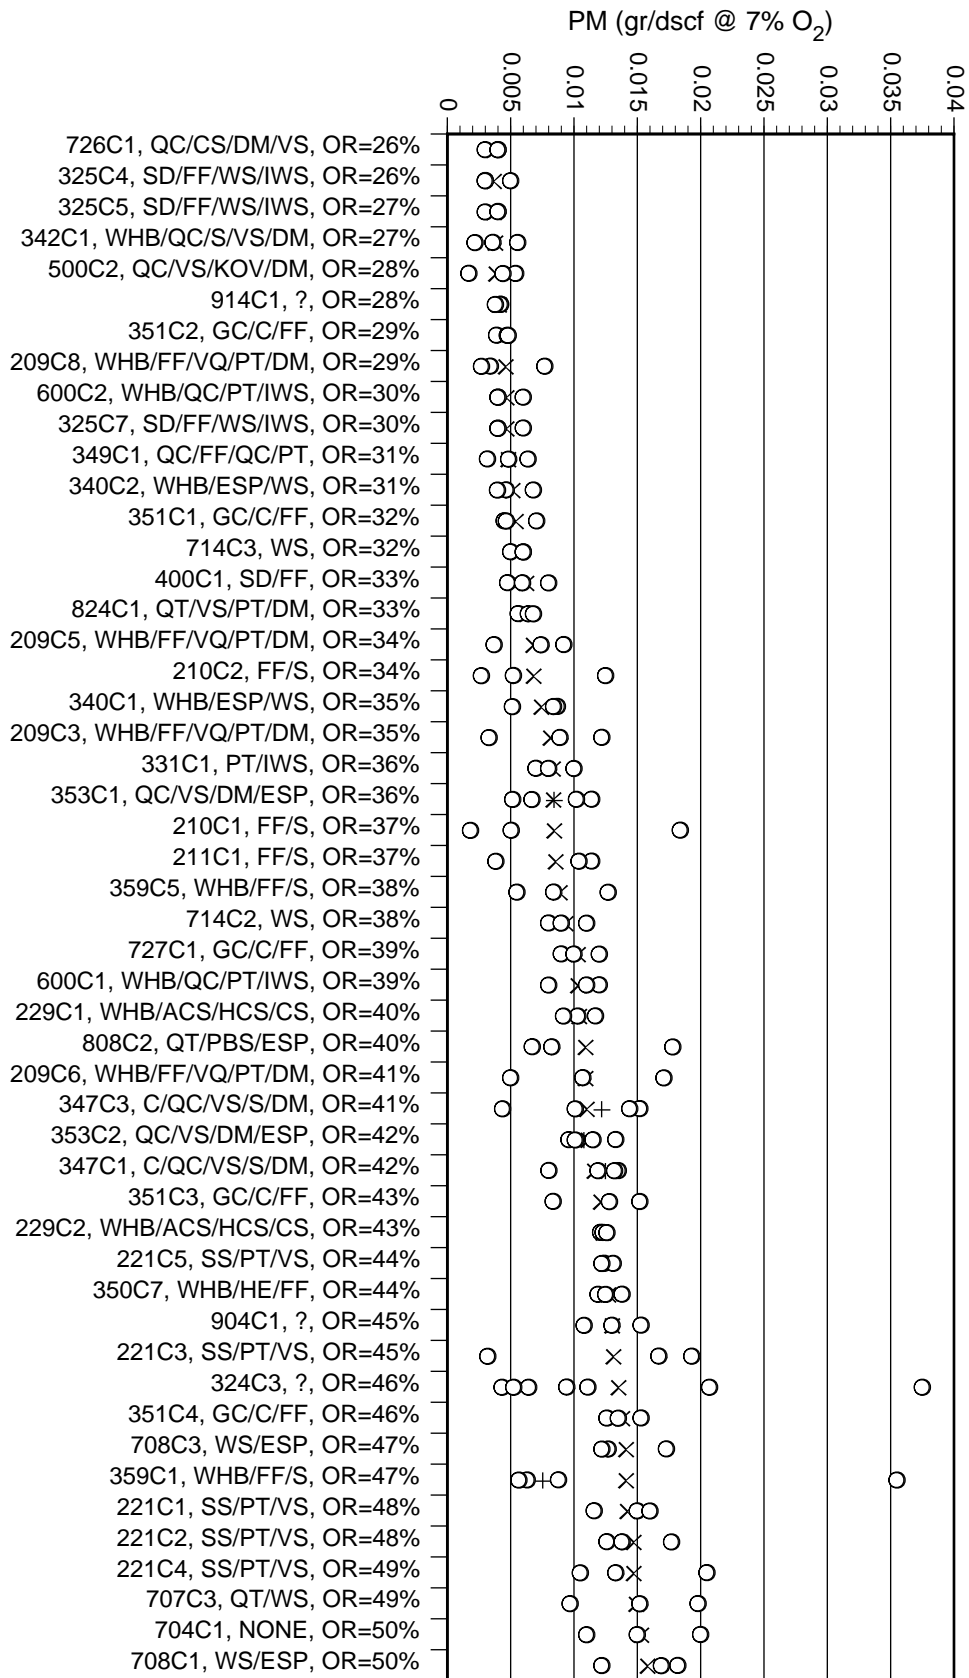 PM (gr/dscf @ 7% O2)
0
0.005
0.01
0.015
0.02
0.025
0.03
0.035
0.04
726C1, QC/CS/DM/VS, OR=26%
325C4, SD/FF/WS/IWS, OR=26%
325C5, SD/FF/WS/IWS, OR=27%
342C1, WHB/QC/S/VS/DM, OR=27%
500C2, QC/VS/KOV/DM, OR=28%
914C1, ?, OR=28%
351C2, GC/C/FF, OR=29%
209C8, WHB/FF/VQ/PT/DM, OR=29%
600C2, WHB/QC/PT/IWS, OR=30%
325C7, SD/FF/WS/IWS, OR=30%
349C1, QC/FF/QC/PT, OR=31%
340C2, WHB/ESP/WS, OR=31%
351C1, GC/C/FF, OR=32%
714C3, WS, OR=32%
400C1, SD/FF, OR=33%
824C1, QT/VS/PT/DM, OR=33%
209C5, WHB/FF/VQ/PT/DM, OR=34%
210C2, FF/S, OR=34%
340C1, WHB/ESP/WS, OR=35%
209C3, WHB/FF/VQ/PT/DM, OR=35%
331C1, PT/IWS, OR=36%
353C1, QC/VS/DM/ESP, OR=36%
210C1, FF/S, OR=37%
211C1, FF/S, OR=37%
359C5, WHB/FF/S, OR=38%
714C2, WS, OR=38%
727C1, GC/C/FF, OR=39%
600C1, WHB/QC/PT/IWS, OR=39%
229C1, WHB/ACS/HCS/CS, OR=40%
808C2, QT/PBS/ESP, OR=40%
209C6, WHB/FF/VQ/PT/DM, OR=41%
347C3, C/QC/VS/S/DM, OR=41%
353C2, QC/VS/DM/ESP, OR=42%
347C1, C/QC/VS/S/DM, OR=42%
351C3, GC/C/FF, OR=43%
229C2, WHB/ACS/HCS/CS, OR=43%
221C5, SS/PT/VS, OR=44%
350C7, WHB/HE/FF, OR=44%
904C1, ?, OR=45%
221C3, SS/PT/VS, OR=45%
324C3, ?, OR=46%
351C4, GC/C/FF, OR=46%
708C3, WS/ESP, OR=47%
359C1, WHB/FF/S, OR=47%
221C1, SS/PT/VS, OR=48%
221C2, SS/PT/VS, OR=48%
221C4, SS/PT/VS, OR=49%
707C3, QT/WS, OR=49%
704C1, NONE, OR=50%
708C1, WS/ESP, OR=50%